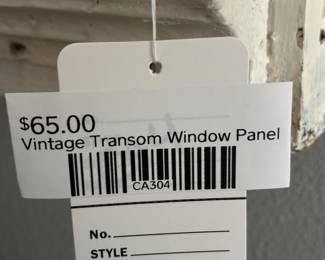 $65.00
Vintage Transom Window Panel
CA304
No.
STYLE